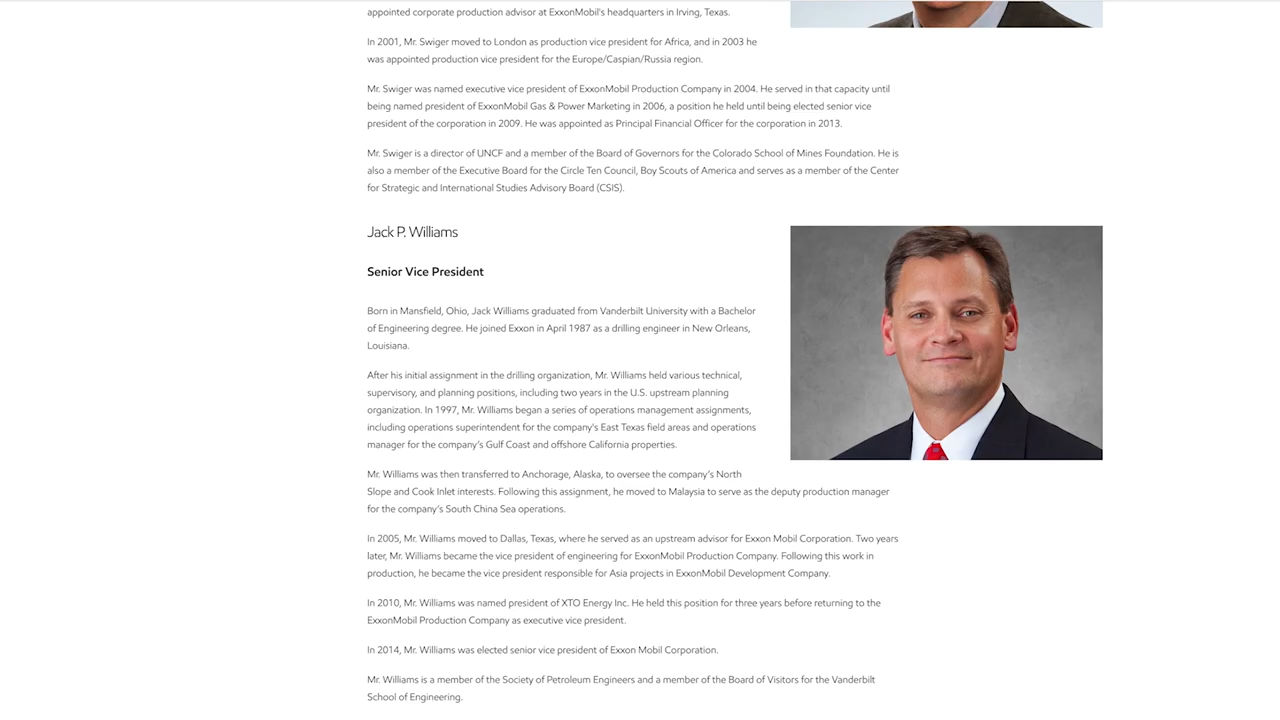 appointed corporate production advisor at ExxonMobil's headquarters in Irving, Texas.
In 2001, Mr. Swiger moved to London as production vice president for Africa, and in 2003 he
was appointed production vice president for the Europe/Caspian/Russia region.
Mr. Swiger was named executive vice president of ExxonMobil Production Company in 2004. He served in that capacity until
being named president of ExxonMobil Gas & Power Marketing in 2006, a position he held until being elected senior vice
president of the corporation in 2009. He was appointed as Principal Financial Officer for the corporation in 2013.
Mr. Swiger is a director of UNCF and a member of the Board of Governors for the Colorado School of Mines Foundation. He is
also a member of the Executive Board for the Circle Ten Council, Boy Scouts of America and serves as a member of the Center
for Strategic and International Studies Advisory Board (CSIS).
Jack P. Williams
Senior Vice President
Born in Mansfield, Ohio, Jack Williams graduated from Vanderbilt University with a Bachelor
of Engineering degree. He joined Exxon in April 1987 as a drilling engineer in New Orleans,
Louisiana.
After his initial assignment in the drilling organization, Mr. Williams held various technical,
supervisory, and planning positions, including two years in the U.S. upstream planning
organization. In 1997, Mr. Williams began a series of operations management assignments,
including operations superintendent for the company's East Texas field areas and operations
manager for the company's Gulf Coast and offshore California properties.
Mr. Williams was then transferred to Anchorage, Alaska, to oversee the company's North
Slope and Cook Inlet interests. Following this assignment, he moved to Malaysia to serve as the deputy production manager
for the company's South China Sea operations.
In 2005, Mr. Williams moved to Dallas, Texas, where he served as an upstream advisor for Exxon Mobil Corporation. Two years
later, Mr. Williams became the vice president of engineering for ExxonMobil Production Company. Following this work in
production, he became the vice president responsible for Asia projects in ExxonMobil Development Company.
In 2010, Mr. Williams was named president of XTO Energy Inc. He held this position for three years before returning to the
ExxonMobil Production Company as executive vice president.
In 2014, Mr. Williams was elected senior vice president of Exxon Mobil Corporation.
Mr. Williams is a member of the Society of Petroleum Engineers and a member of the Board of Visitors for the Vanderbilt
School of Engineering.